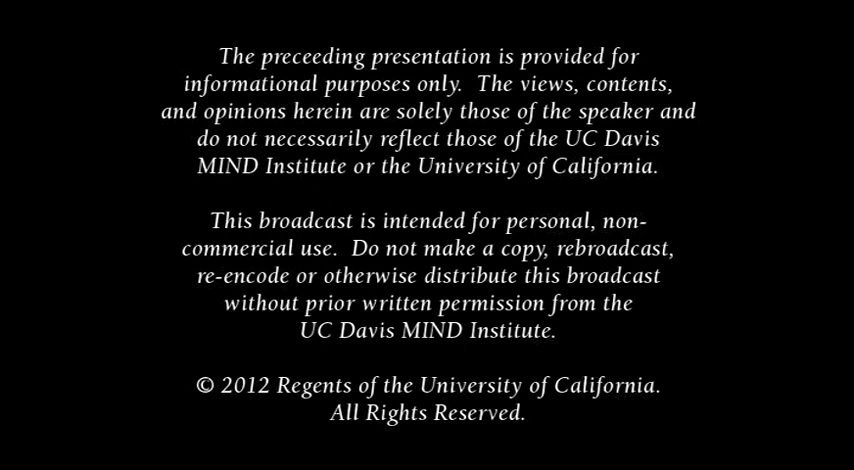 The preceeding presentation is provided for
informational purposes only.  The views, contents,
and opinions herein are solely those of the speaker and
do not necessarily reflect those of the UC Davis
MIND Institute or the University of California.
This broadcast is intended for personal, non-
commercial use.  Do not make a copy, rebroadcast,
re-encode or otherwise distribute this broadcast
without prior written permission from the
UC Davis MIND Institute.
© 2012 Regents of the University of California.
All Rights Reserved.